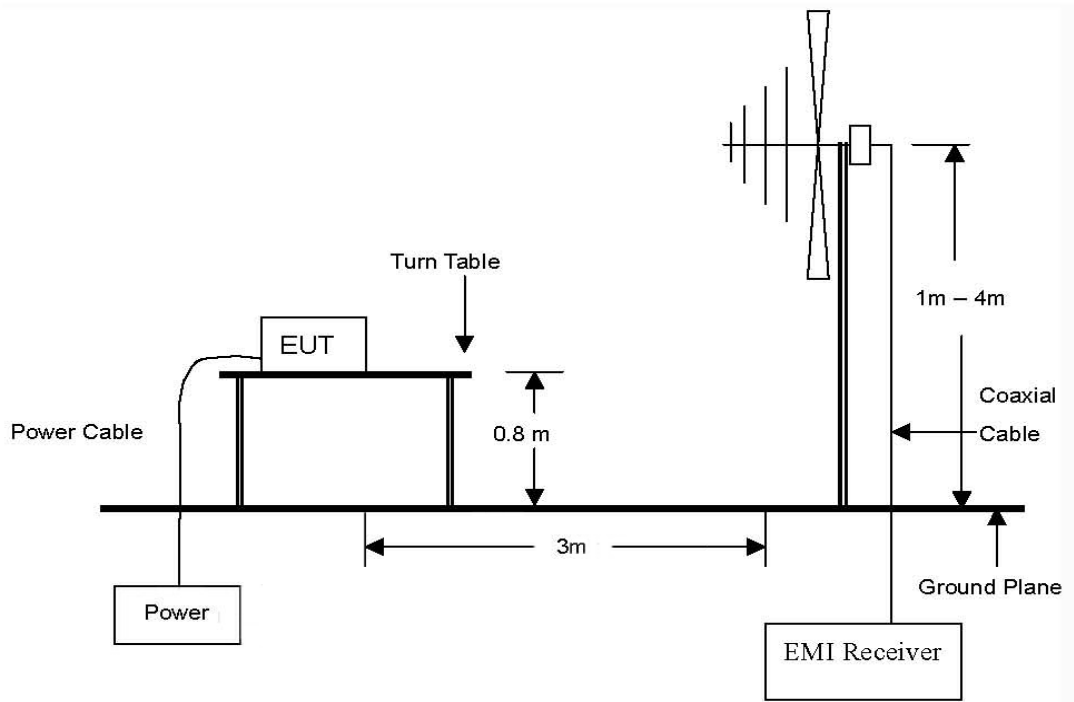 Turn Table
1m – 4m
EUT
Coaxial
Power Cable
0.8 m
Cable
3m
Ground Plane
Power
EMI Receiver